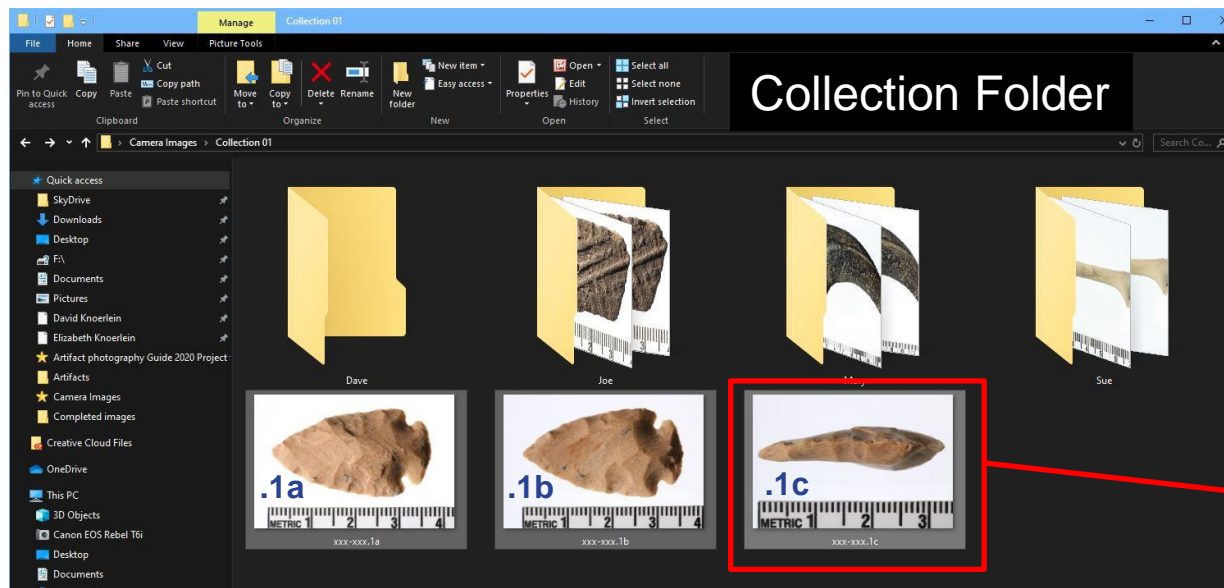 Manage Collection 01
File Home Share View Picture Tools
Pin to Quick access
Copy
Paste
Cut
Copy path
Paste shortcut
Clipboard
Move to
Copy to
Delete
Rename
Organize
New folder
New item
Easy access
New
Properties
Open
Edit
History
Open
Select all
Select none
Invert selection
Select
Collection Folder
Camera Images > Collection 01
Search Co...
Quick access
SkyDrive
Downloads
Desktop
F:\
Documents
Pictures
David Knoerlein
Elizabeth Knoerlein
Artifact photography Guide 2020 Project
Artifacts
Camera Images
Completed images
Creative Cloud Files
OneDrive
This PC
3D Objects
Canon EOS Rebel T6i
Desktop
Documents
Dave
Joe
Mary
Sue
.1a
METRIC 1 2 3 4
xxx-xxx.1a
.1b
METRIC 1 2 3 4
xxx-xxx.1b
.1c
METRIC 1 2 3
xxx-xxx.1c